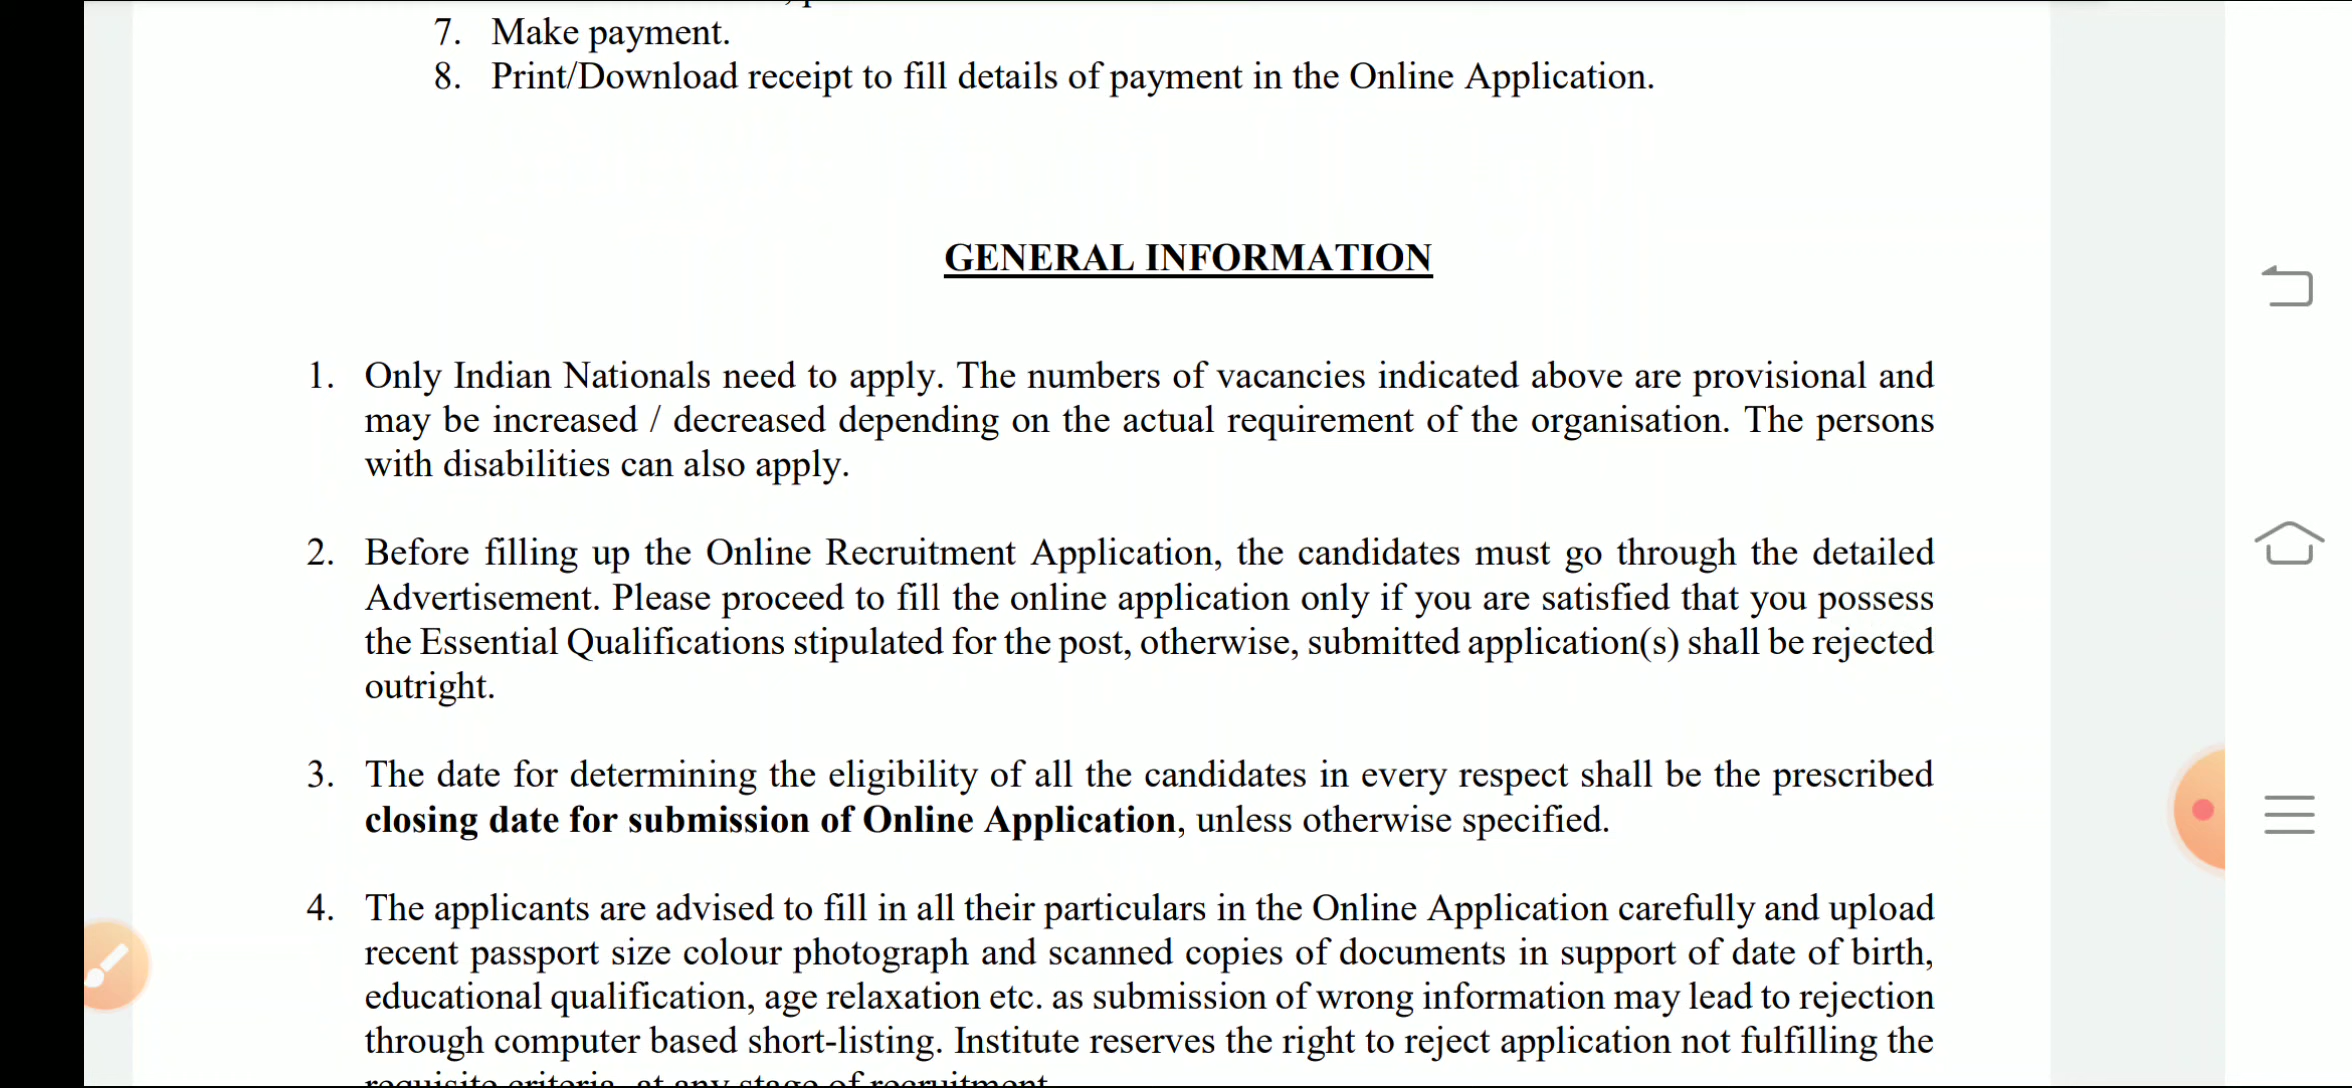 7. Make payment.
8. Print/Download receipt to fill details of payment in the Online Application.
GENERAL INFORMATION
1. Only Indian Nationals need to apply. The numbers of vacancies indicated above are provisional and
may be increased / decreased depending on the actual requirement of the organisation. The persons
with disabilities can also apply.
2. Before filling up the Online Recruitment Application, the candidates must go through the detailed
Advertisement. Please proceed to fill the online application only if you are satisfied that you possess
the Essential Qualifications stipulated for the post, otherwise, submitted application(s) shall be rejected
outright.
3. The date for determining the eligibility of all the candidates in every respect shall be the prescribed
closing date for submission of Online Application, unless otherwise specified.
4. The applicants are advised to fill in all their particulars in the Online Application carefully and upload
recent passport size colour photograph and scanned copies of documents in support of date of birth,
educational qualification, age relaxation etc. as submission of wrong information may lead to rejection
through computer based short-listing. Institute reserves the right to reject application not fulfilling the
requisite criteria, at any stage of recruitment